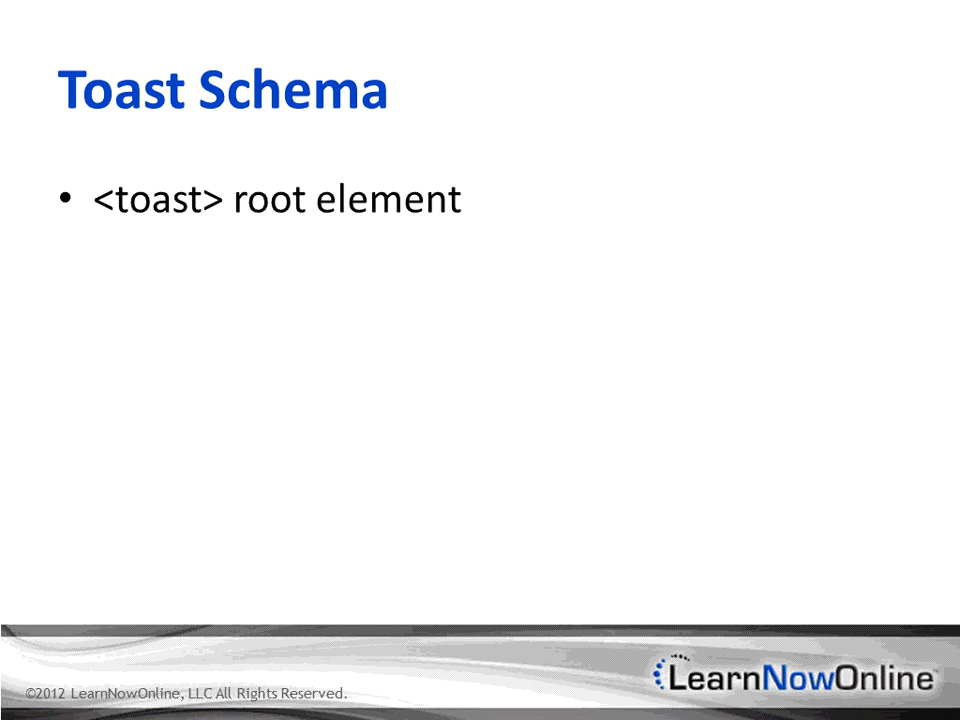 Toast Schema
• <toast> root element
©2012 LearnNowOnline, LLC All Rights Reserved.
LearnNowOnline